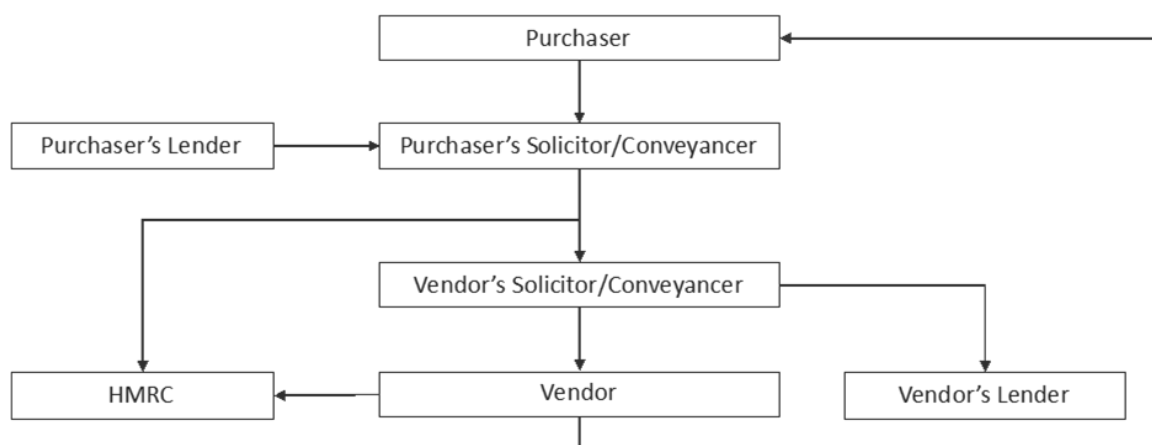 Purchaser
Purchaser’s Lender
Purchaser’s Solicitor/Conveyancer
Vendor’s Solicitor/Conveyancer
HMRC
Vendor
Vendor’s Lender